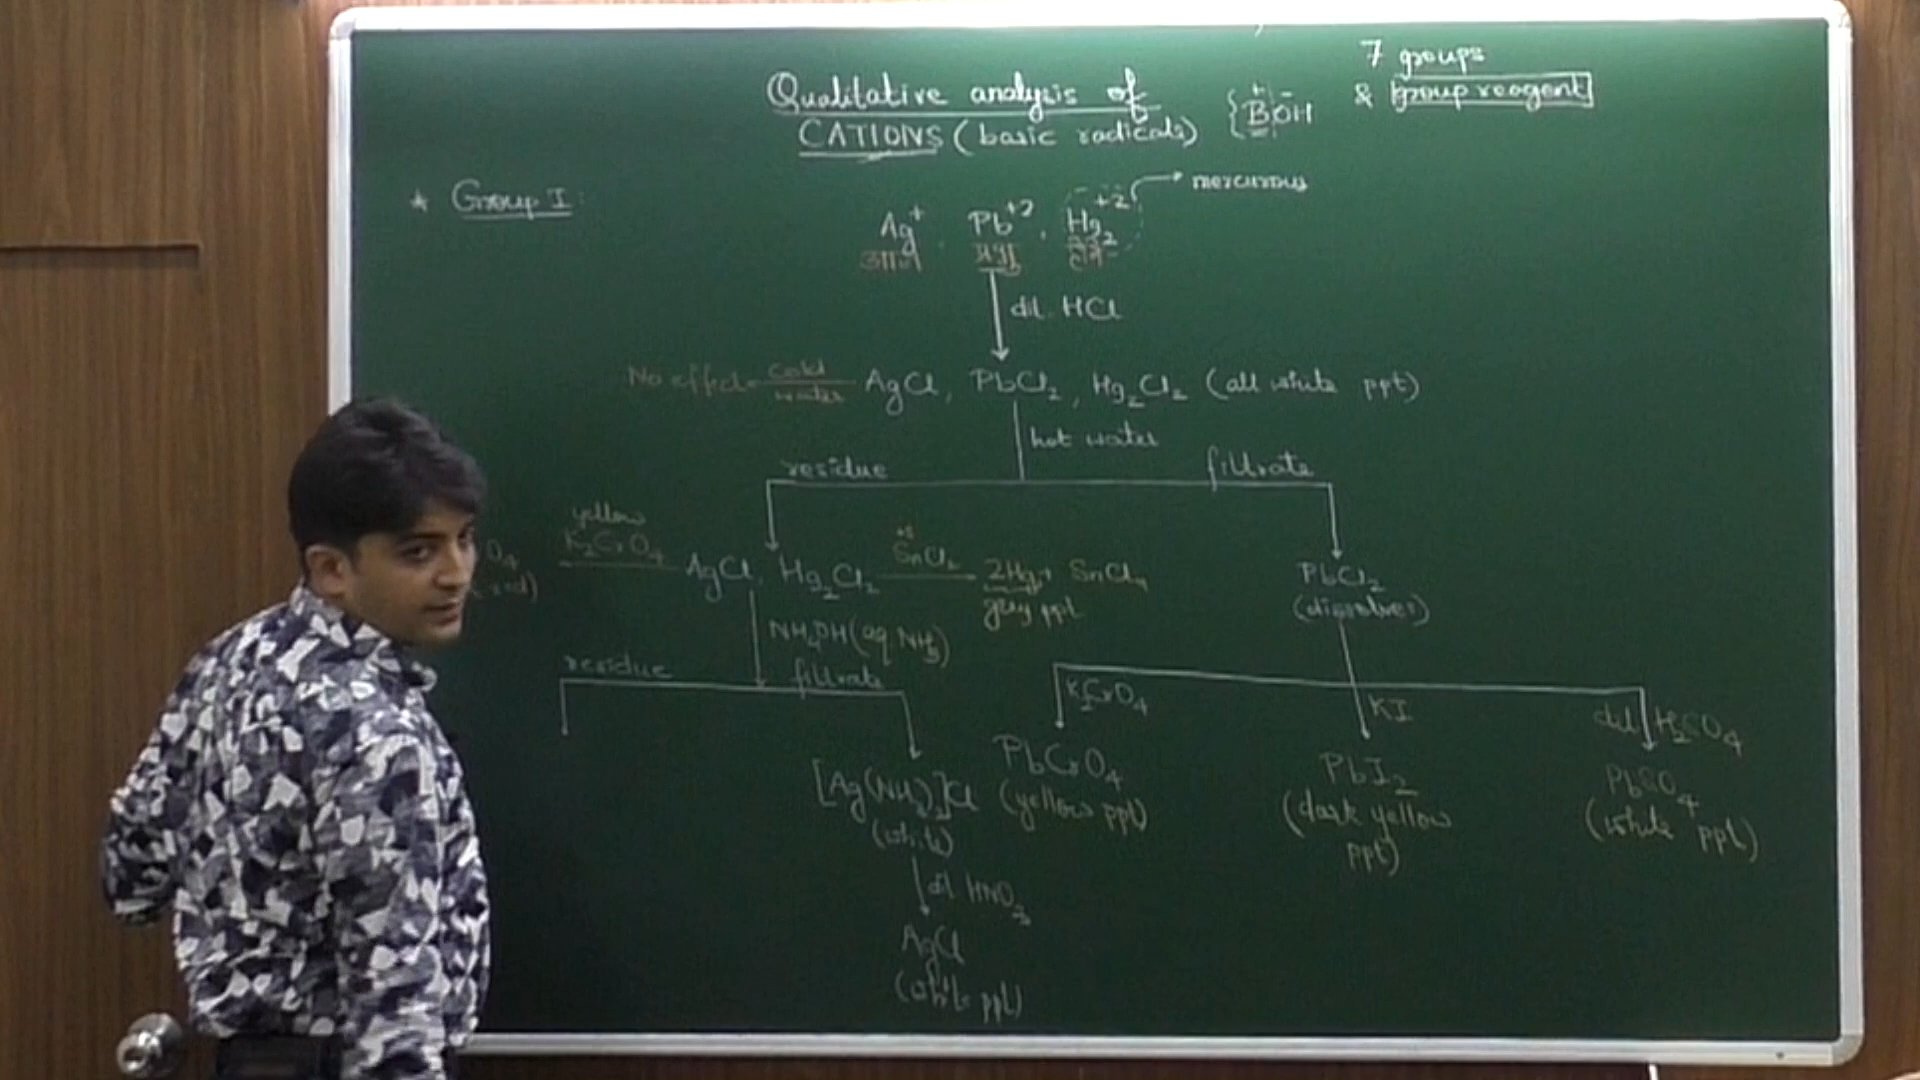 7 groups
Qualitative analysis of
& group reagent
CATIONS (basic radicals) {B⁺OH⁻
* Group I :
mercurous
Ag⁺, Pb⁺², Hg₂⁺²
dil. HCl
No effect cold water AgCl, PbCl₂, Hg₂Cl₂ (all white ppt)
hot water
residue filtrate
yellow
K₂CrO₄ AgCl, Hg₂Cl₂ SnCl₂ 2Hg + SnCl₄ PbCl₂
red) grey ppt (dissolves)
NH₄OH (aq NH₃)
residue filtrate K₂CrO₄ KI dil H₂SO₄
PbCrO₄ PbI₂ PbSO₄
[Ag(NH₃)₂]Cl (yellow ppt) (dark yellow ppt) (white ppt)
(white)
dil HNO₃
AgCl
(white ppt)